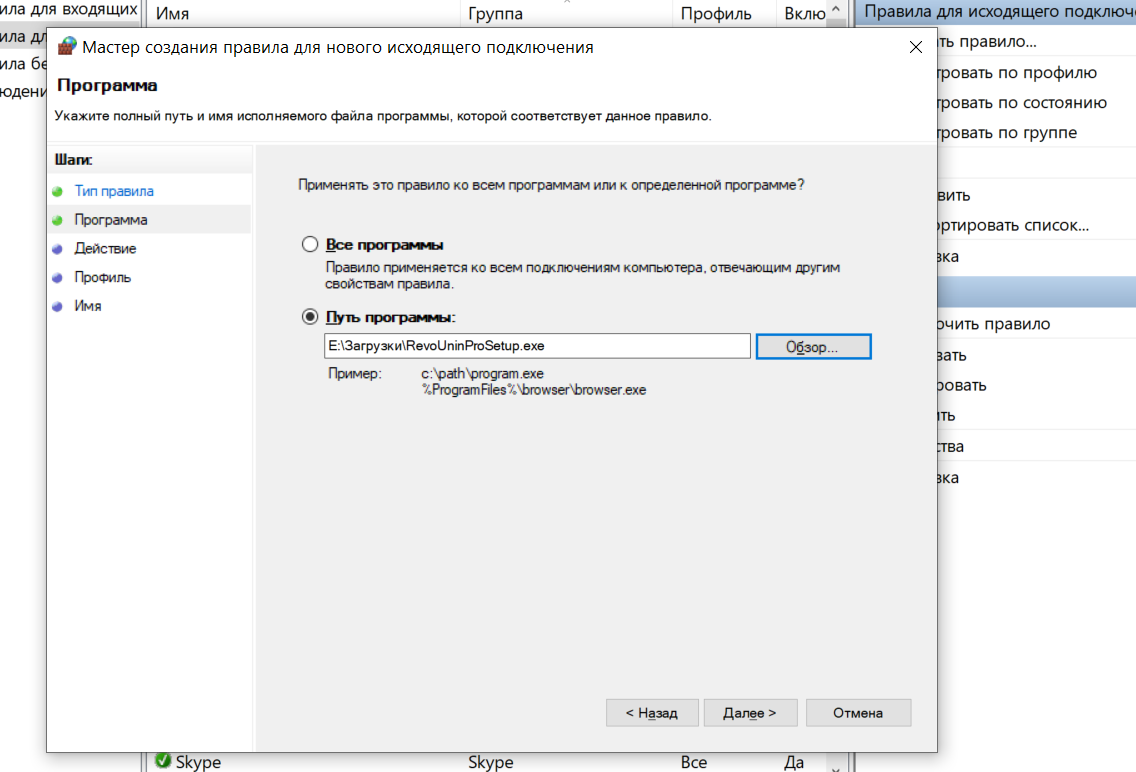 ила для входящих
Имя
Группа
Профиль
Вклю
Правила для исходящего подключе
Мастер создания правила для нового исходящего подключения
Программа
Укажите полный путь и имя исполняемого файла программы, которой соответствует данное правило.
Шаги:
Тип правила
Программа
Действие
Профиль
Имя
Применять это правило ко всем программам или к определенной программе?
Все программы
Правило применяется ко всем подключениям компьютера, отвечающим другим
свойствам правила.
Путь программы:
E:\Загрузки\RevoUninProSetup.exe
Обзор...
Пример:
c:\path\program.exe
%ProgramFiles%\browser\browser.exe
< Назад
Далее >
Отмена
ила дл
ила бе
юдени
ть правило...
тровать по профилю
тровать по состоянию
тровать по группе
вить
ортировать список...
вка
очить правило
вать
ровать
ить
ства
вка
Skype
Skype
Все
Да